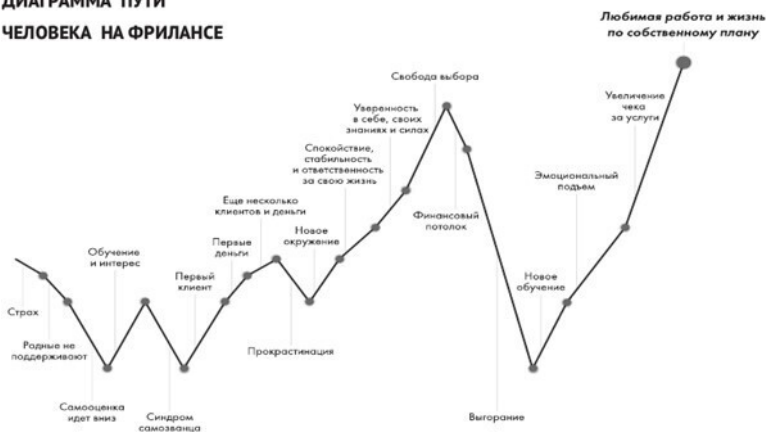 ДИАГРАММА ПУТИ
ЧЕЛОВЕКА НА ФРИЛАНСЕ
Страх
Родные не
поддерживают
Самооценка
идет вниз
Обучение
и интерес
Синдром
самозванца
Первый
клиент
Первые
деньги
Еще несколько
клиентов и деньги
Прокрастинация
Новое
окружение
Спокойствие,
стабильность
и ответственность
за свою жизнь
Уверенность
в себе, своих
знаниях и силах
Свобода выбора
Финансовый
потолок
Выгорание
Новое
обучение
Эмоциональный
подъем
Увеличение
чека
за услуги
Любимая работа и жизнь
по собственному плану